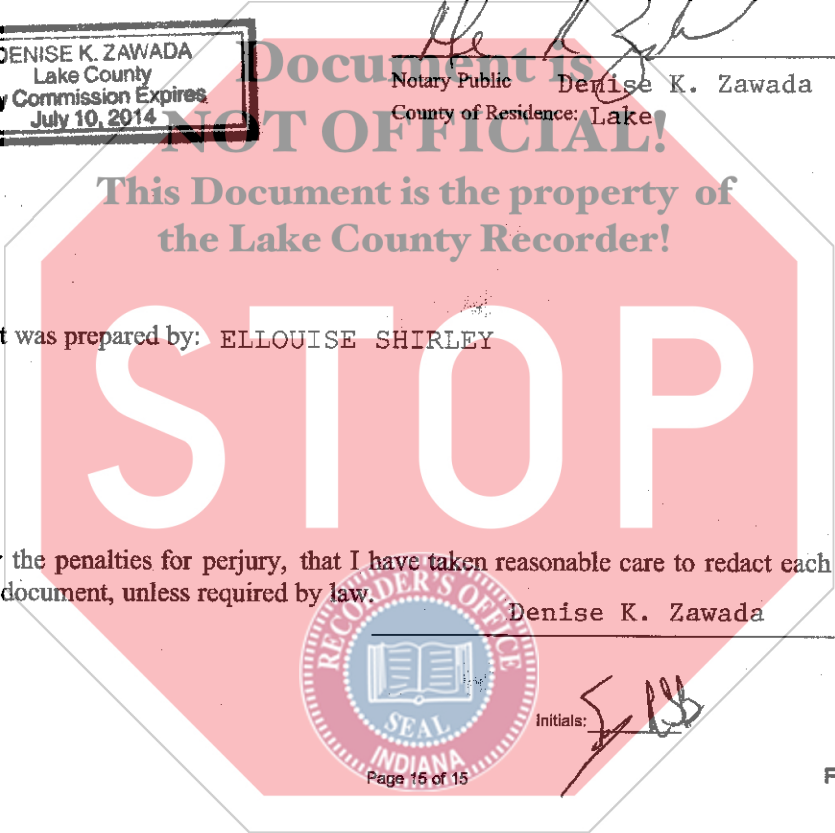 DENISE K. ZAWADA
Lake County
Commission Expires
July 10, 2014
Document is
NOT OFFICIAL!
This Document is the property of
the Lake County Recorder!
Notary Public Denise K. Zawada
County of Residence: Lake
t was prepared by: ELLOUISE SHIRLEY
STOP
the penalties for perjury, that I have taken reasonable care to redact each
document, unless required by law.
Denise K. Zawada
RECORDER'S OFFICE
SEAL
INDIANA
Initials:
Page 15 of 15